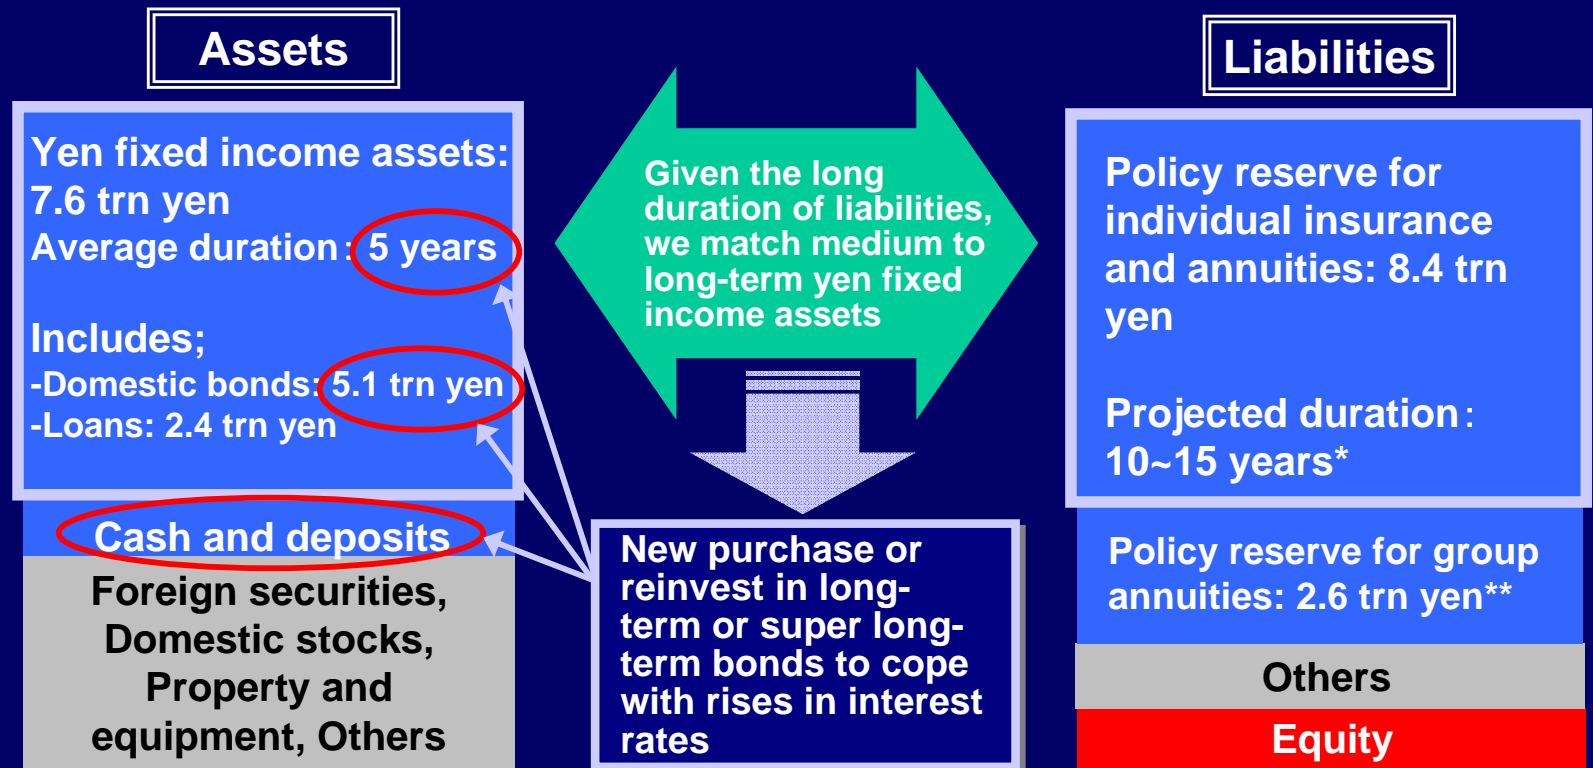 Assets
Yen fixed income assets:
7.6 trn yen
Average duration: 5 years
Includes;
-Domestic bonds: 5.1 trn yen
-Loans: 2.4 trn yen
Cash and deposits
Foreign securities,
Domestic stocks,
Property and
equipment, Others
Given the long
duration of liabilities,
we match medium to
long-term yen fixed
income assets
New purchase or
reinvest in long-
term or super long-
term bonds to cope
with rises in interest
rates
Liabilities
Policy reserve for
individual insurance
and annuities: 8.4 trn
yen
Projected duration:
10~15 years*
Policy reserve for group
annuities: 2.6 trn yen**
Others
Equity